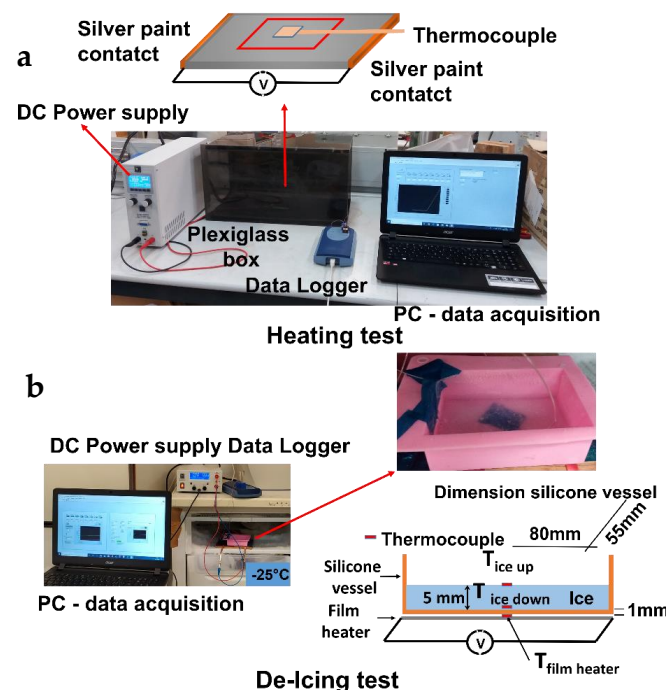 a
Silver paint
contatct
Thermocouple
Silver paint
contatct
V
DC Power supply
Plexiglass
box
Data Logger
PC - data acquisition
Heating test
b
DC Power supply Data Logger
-25°C
PC - data acquisition
Dimension silicone vessel
Thermocouple
80mm
55mm
T ice up
Silicone
vessel
5 mm
T ice down
Ice
Film
heater
1mm
V
T film heater
De-Icing test